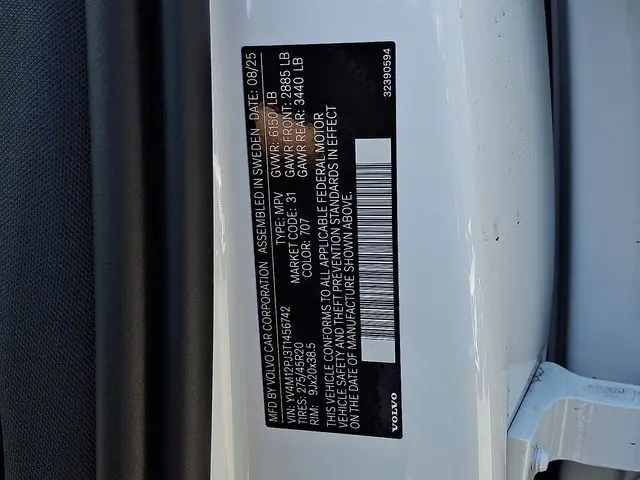 MFD BY VOLVO CAR CORPORATION ASSEMBLED IN SWEDEN DATE: 08/25
VIN: YV4M12PJ3T1456742 TYPE: MPV GVWR: 6150 LB
TIRES: 275/45R20 MARKET CODE: 31 GAWR FRONT: 2885 LB
RIM: 9Jx20x38.5 COLOR: 707 GAWR REAR: 3440 LB
THIS VEHICLE CONFORMS TO ALL APPLICABLE FEDERAL MOTOR
VEHICLE SAFETY AND THEFT PREVENTION STANDARDS IN EFFECT
ON THE DATE OF MANUFACTURE SHOWN ABOVE.
VOLVO 32390594